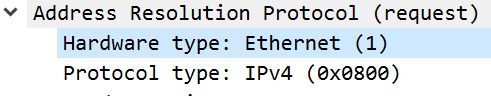 Address Resolution Protocol (request)
Hardware type: Ethernet (1)
Protocol type: IPv4 (0x0800)